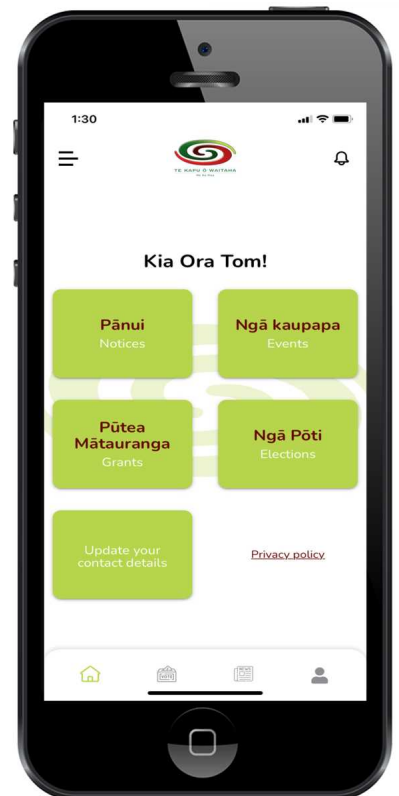 1:30
TE KAPU Ō WAITAHA
Kia Ora Tom!
Pānui
Notices
Ngā kaupapa
Events
Pūtea
Mātauranga
Grants
Ngā Pōti
Elections
Update your
contact details
Privacy policy